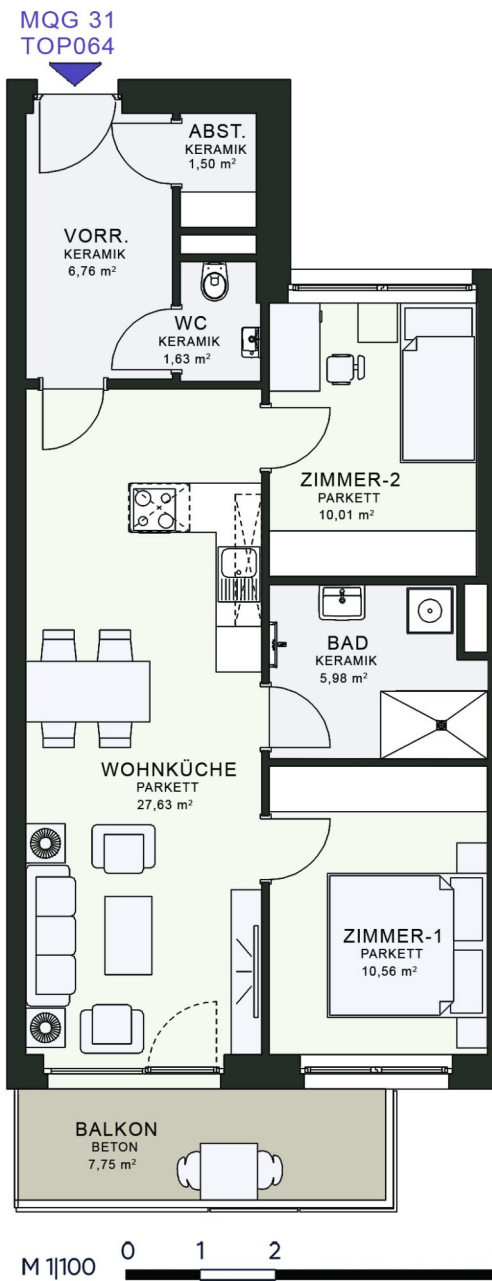 MQG 31
TOP064
ABST.
KERAMIK
1,50 m²
VORR.
KERAMIK
6,76 m²
WC
KERAMIK
1,63 m²
ZIMMER-2
PARKETT
10,01 m²
BAD
KERAMIK
5,98 m²
WOHNKÜCHE
PARKETT
27,63 m²
ZIMMER-1
PARKETT
10,56 m²
BALKON
BETON
7,75 m²
M 1|100 0 1 2